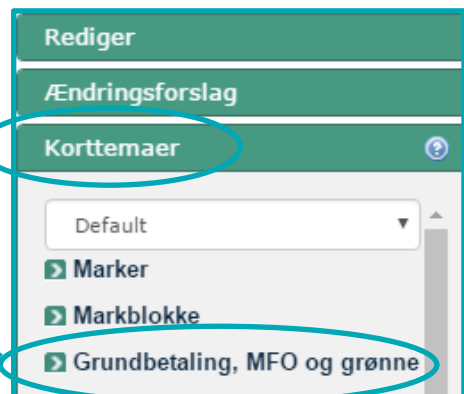 Rediger
Ændringsforslag
Korttemaer
Default
Marker
Markblokke
Grundbetaling, MFO og grønne